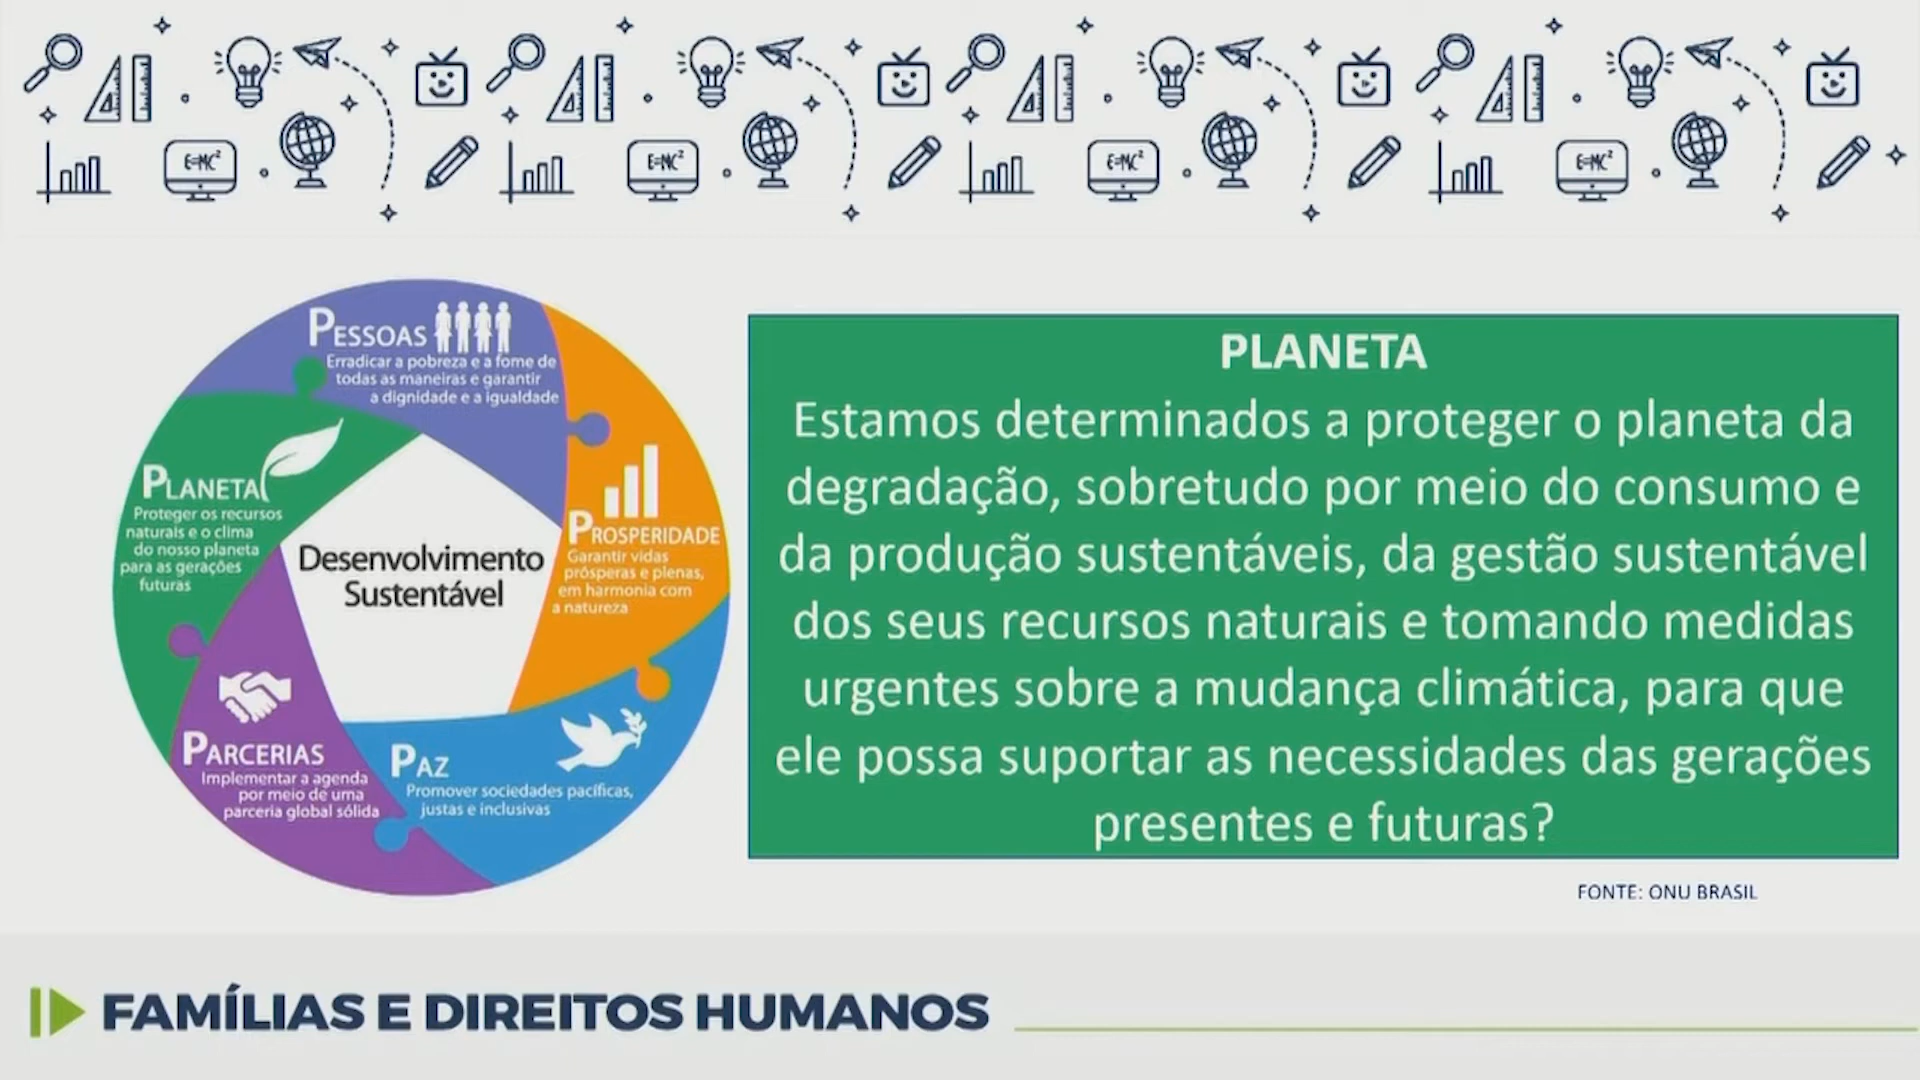 E=MC²
E=MC²
E=MC²
E=MC²
PESSOAS
Erradicar a pobreza e a fome de
todas as maneiras e garantir
a dignidade e a igualdade
PLANETA
Proteger os recursos
naturais e o clima
do nosso planeta
para as gerações
futuras
PROSPERIDADE
Garantir vidas
prósperas e plenas,
em harmonia com
a natureza
Desenvolvimento
Sustentável
PARCERIAS
Implementar a agenda
por meio de uma
parceria global sólida
PAZ
Promover sociedades pacíficas,
justas e inclusivas
PLANETA
Estamos determinados a proteger o planeta da
degradação, sobretudo por meio do consumo e
da produção sustentáveis, da gestão sustentável
dos seus recursos naturais e tomando medidas
urgentes sobre a mudança climática, para que
ele possa suportar as necessidades das gerações
presentes e futuras?
FONTE: ONU BRASIL
FAMÍLIAS E DIREITOS HUMANOS